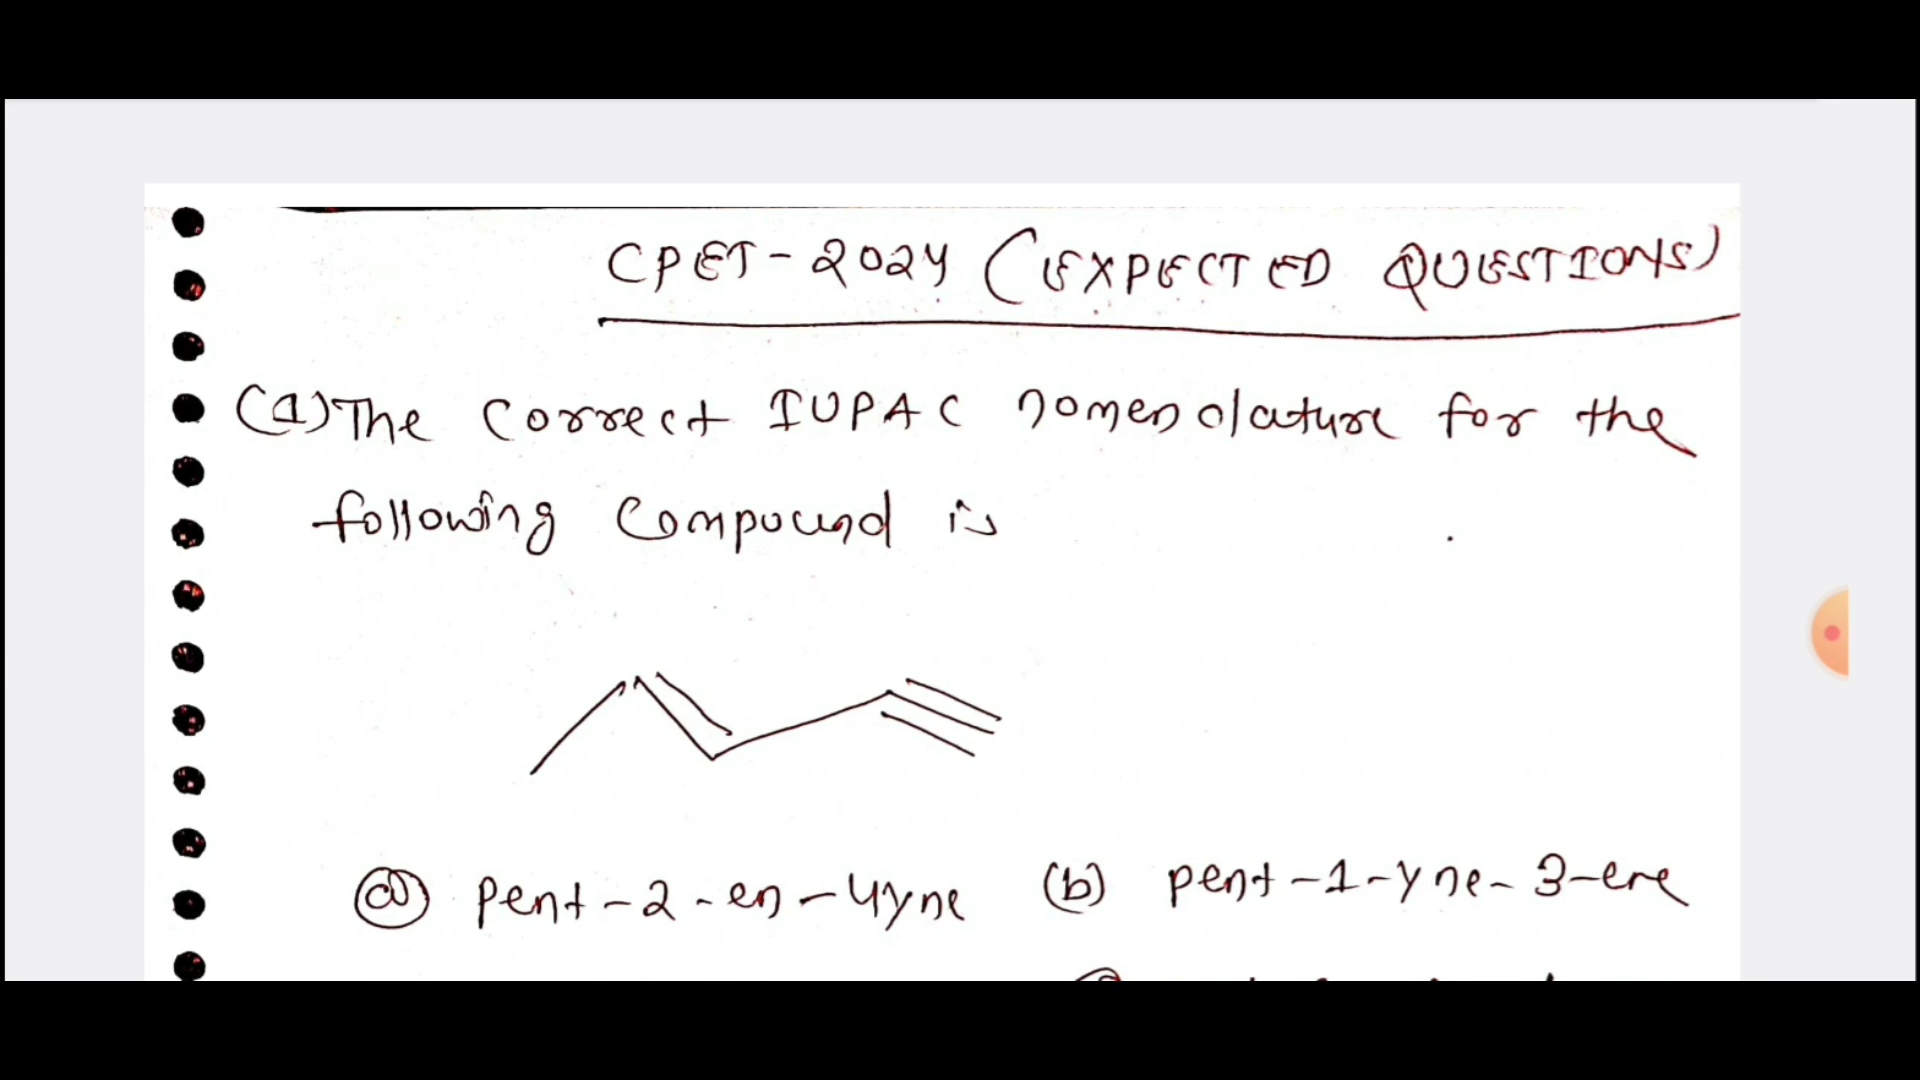 CPET-2024 (EXPECTED QUESTIONS)
(1) The Correct IUPAC nomenclature for the
following Compound is
(a) pent-2-en-4yne (b) pent-1-yne-3-ene